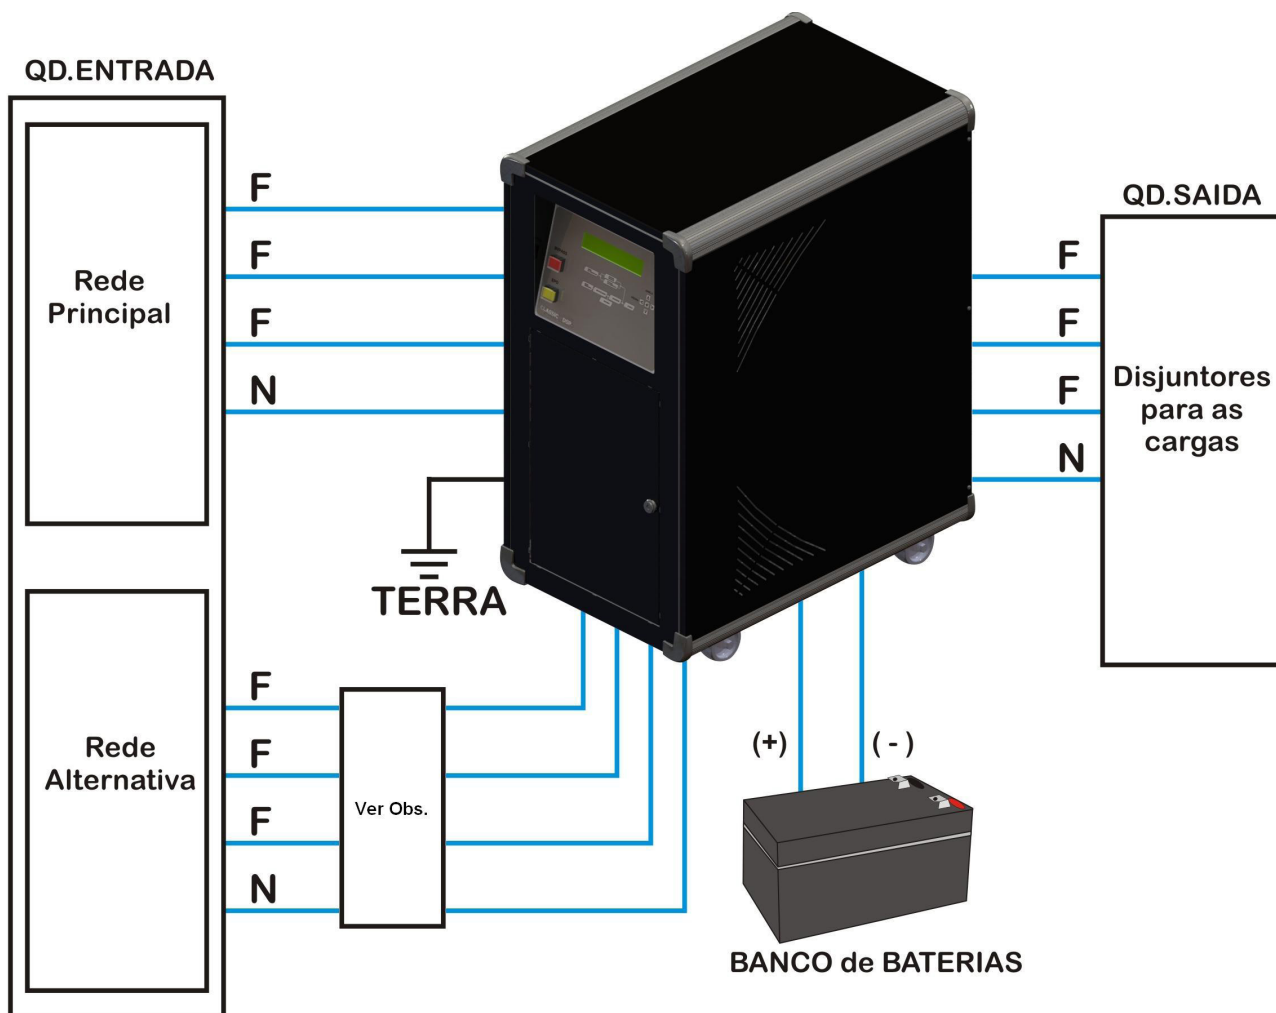 QD.ENTRADA
Rede
Principal
F
F
F
N
TERRA
Rede
Alternativa
F
F
F
N
Ver Obs.
QD.SAIDA
F
F
F
N
Disjuntores
para as
cargas
(+)
( - )
BANCO de BATERIAS